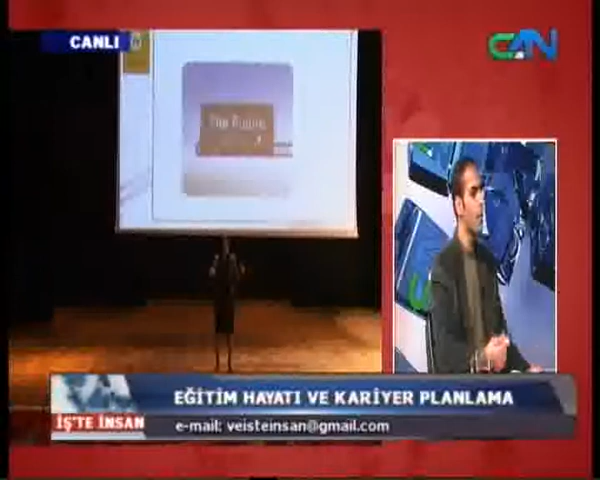 CANLI
CAN
EĞİTİM HAYATI VE KARİYER PLANLAMA
İŞ'TE İNSAN
e-mail: veisteinsan@gmail.com